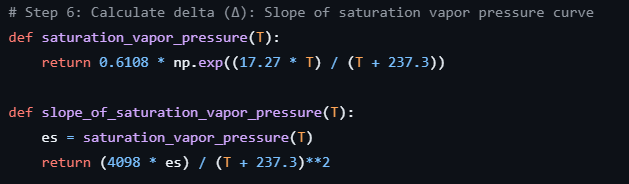 # Step 6: Calculate delta (Δ): Slope of saturation vapor pressure curve
def saturation_vapor_pressure(T):
    return 0.6108 * np.exp((17.27 * T) / (T + 237.3))

def slope_of_saturation_vapor_pressure(T):
    es = saturation_vapor_pressure(T)
    return (4098 * es) / (T + 237.3)**2